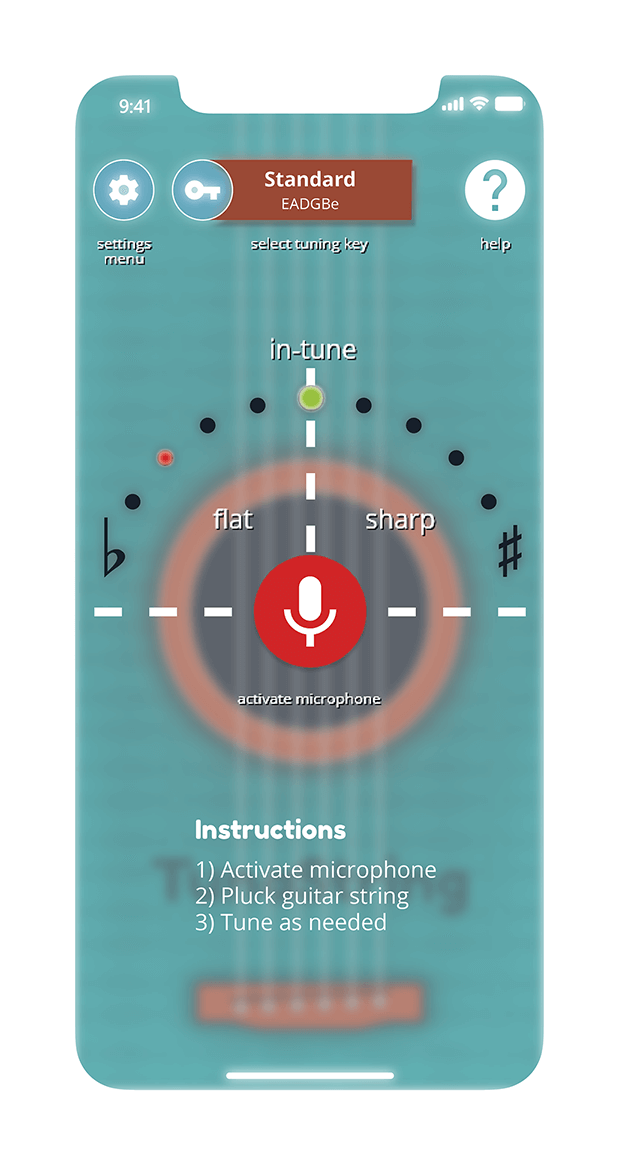 9:41
Standard
EADGBe
settings
menu
select tuning key
help
in-tune
flat
sharp
♭
♯
activate microphone
Instructions
1) Activate microphone
2) Pluck guitar string
3) Tune as needed